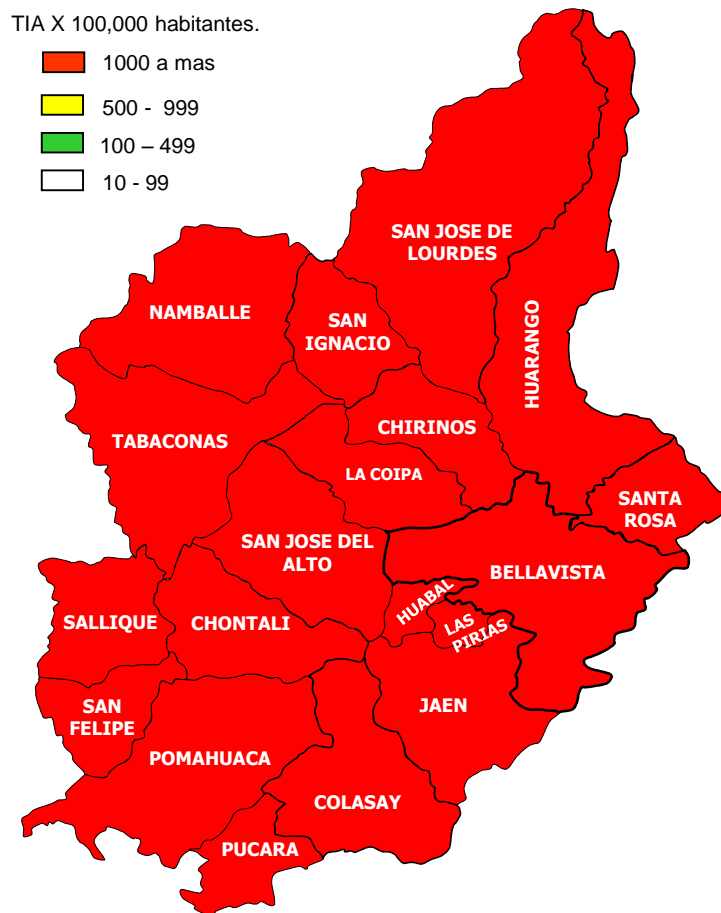 TIA X 100,000 habitantes.
1000 a mas
500 - 999
100 – 499
10 - 99
SAN JOSE DE
LOURDES
NAMBALLE
SAN
IGNACIO
HUARANGO
CHIRINOS
TABACONAS
LA COIPA
SANTA
ROSA
SAN JOSE DEL
ALTO
BELLAVISTA
HUABAL
LAS
PIRIAS
SALLIQUE
CHONTALI
SAN
FELIPE
JAEN
POMAHUACA
COLASAY
PUCARA